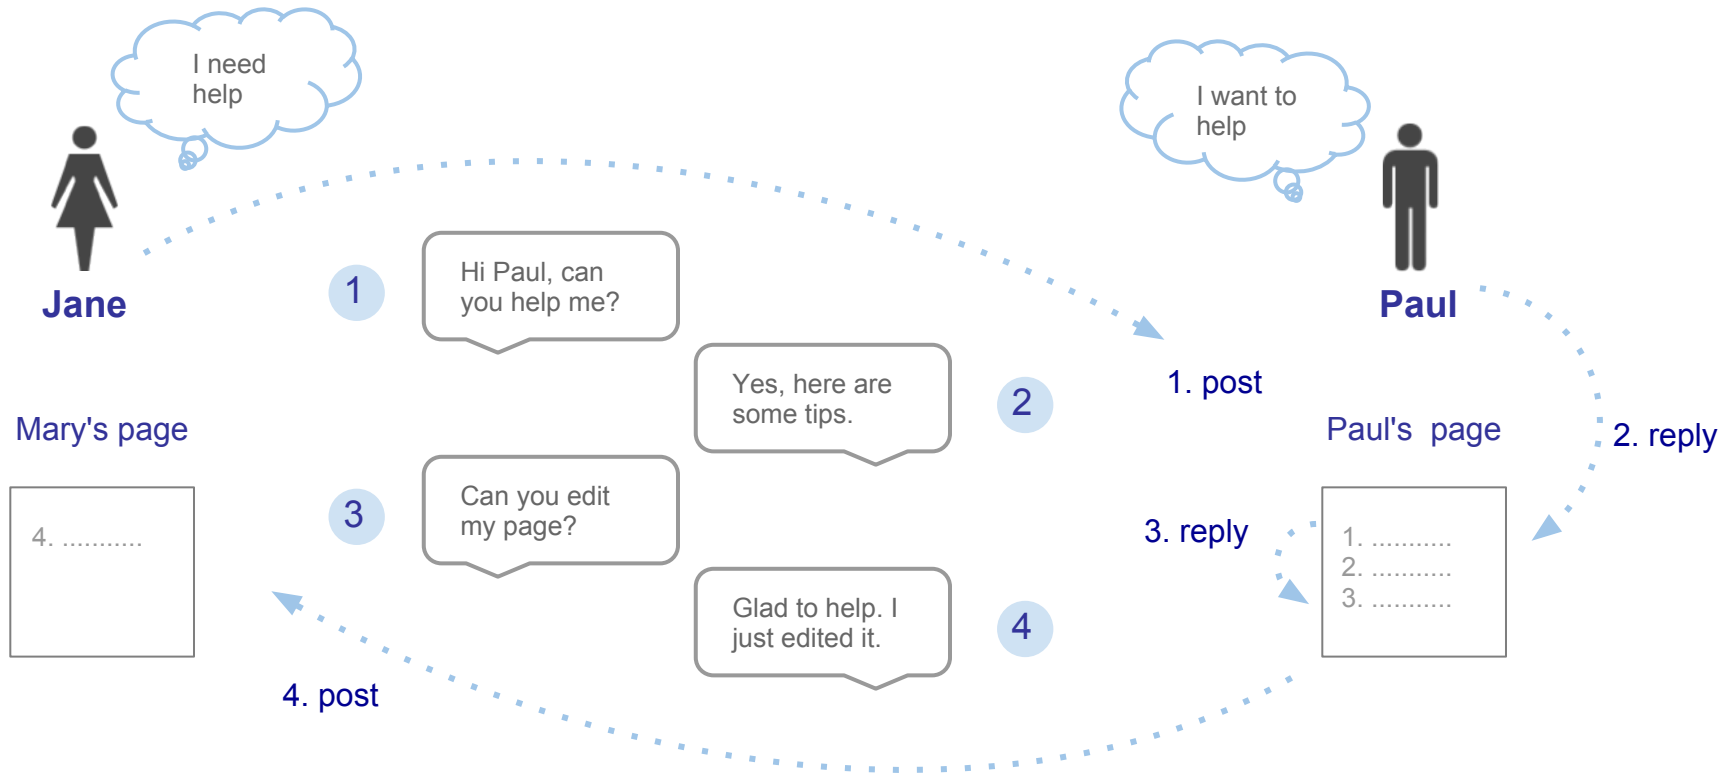 I need
help
I want to
help
Jane
Paul
1
Hi Paul, can
you help me?
Yes, here are
some tips.
2
1. post
Mary's page
Paul's  page
2. reply
3
Can you edit
my page?
3. reply
4. ...........
1. ...........
2. ...........
3. ...........
Glad to help. I
just edited it.
4
4. post